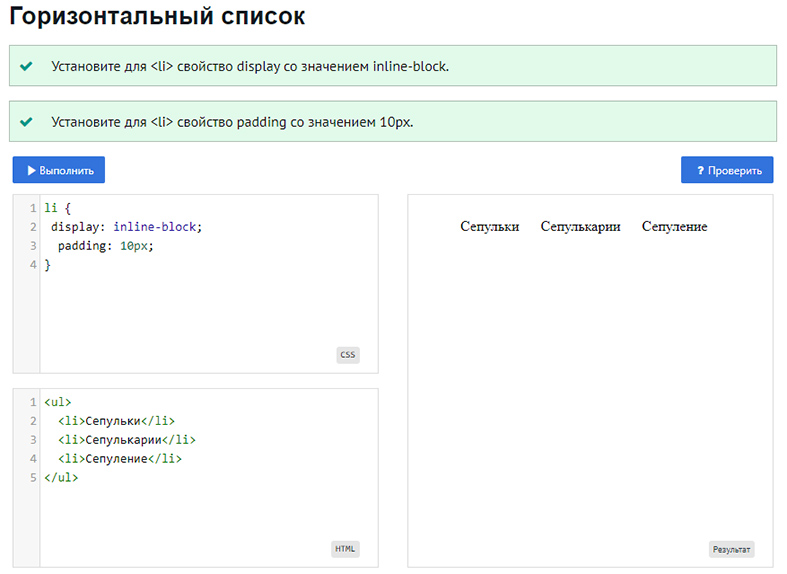 Горизонтальный список
Установите для <li> свойство display со значением inline-block.
Установите для <li> свойство padding со значением 10px.
Выполнить
? Проверить
1 li {
2 display: inline-block;
3 padding: 10px;
4 }
CSS
1 <ul>
2 <li>Сепульки</li>
3 <li>Сепулькарии</li>
4 <li>Сепуление</li>
5 </ul>
HTML
Сепульки Сепулькарии Сепуление
Результат